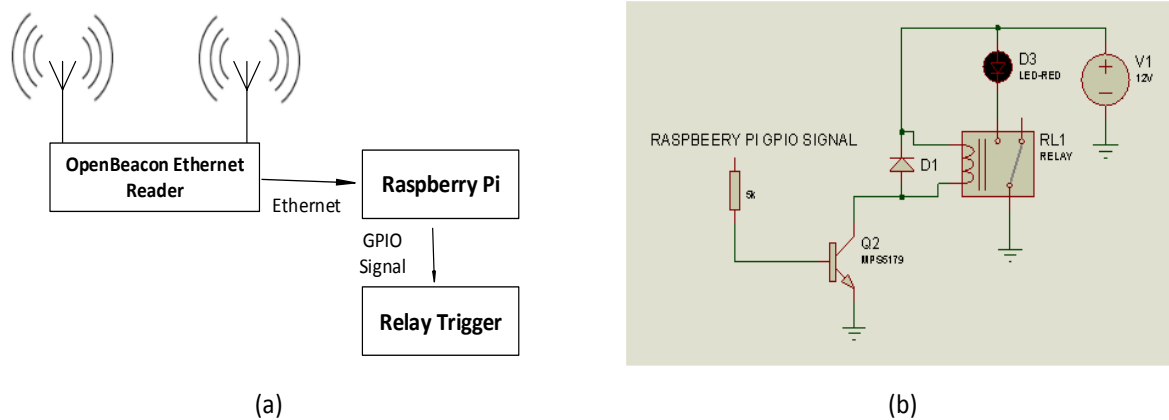 OpenBeacon Ethernet
Reader
Ethernet
Raspberry Pi
GPIO
Signal
Relay Trigger
(a)
D3
LED-RED
V1
12V
RASPBEERY PI GPIO SIGNAL
RL1
RELAY
D1
5k
Q2
MPS5179
(b)